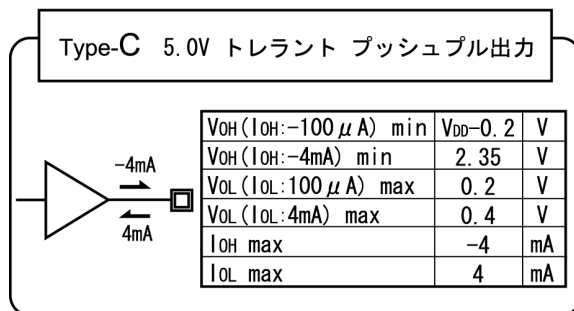 Type-C 5.0V トレラント プッシュプル出力
VOH(IOH:-100μA) min VDD-0.2 V
VOH(IOH:-4mA) min 2.35 V
VOL(IOL:100μA) max 0.2 V
VOL(IOL:4mA) max 0.4 V
IOH max -4 mA
IOL max 4 mA
-4mA
4mA